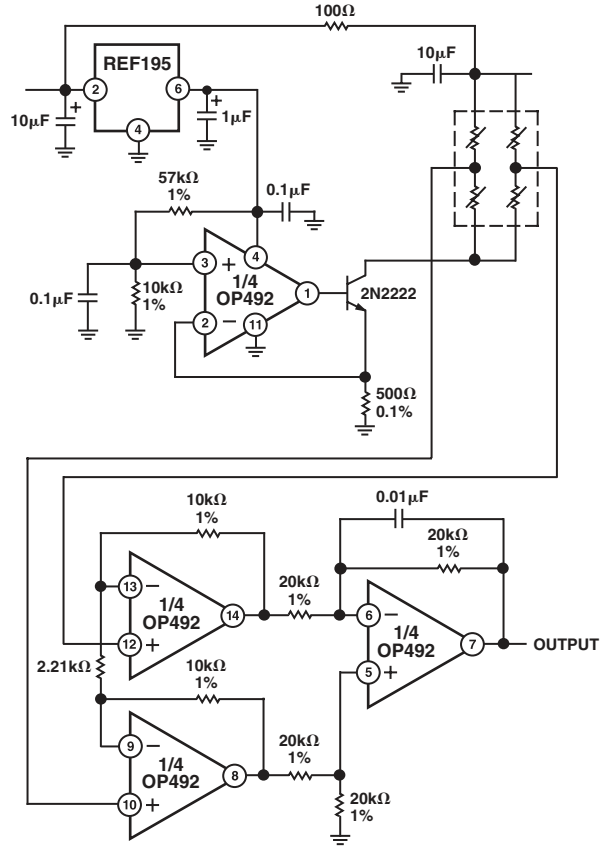 100Ω
REF195
2
6
4
10μF
+
+
1μF
10μF
57kΩ
1%
0.1μF
3
+
4
1/4
OP492
1
2N2222
0.1μF
10kΩ
1%
2
−
11
500Ω
0.1%
10kΩ
1%
0.01μF
20kΩ
1%
13
−
1/4
OP492
14
12
+
20kΩ
1%
6
−
1/4
OP492
7
OUTPUT
5
+
2.21kΩ
10kΩ
1%
9
−
1/4
OP492
8
10
+
20kΩ
1%
20kΩ
1%